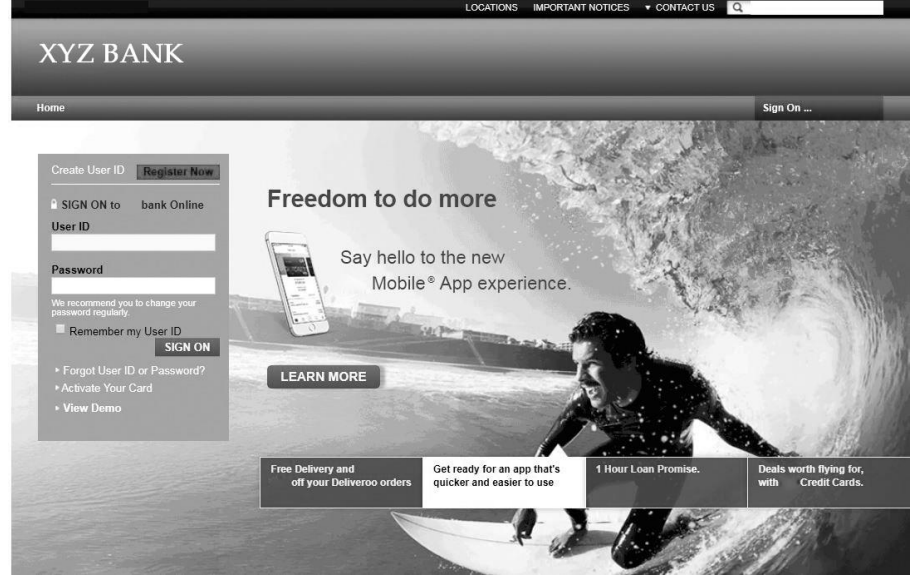 LOCATIONS IMPORTANT NOTICES ▼ CONTACT US
XYZ BANK
Home Sign On ...
Create User ID Register Now
SIGN ON to bank Online
User ID
Password
We recommend you to change your
password regularly.
Remember my User ID
SIGN ON
Forgot User ID or Password?
Activate Your Card
View Demo
Freedom to do more
Say hello to the new
Mobile® App experience.
LEARN MORE
Free Delivery and
off your Deliveroo orders
Get ready for an app that's
quicker and easier to use
1 Hour Loan Promise.
Deals worth flying for,
with Credit Cards.